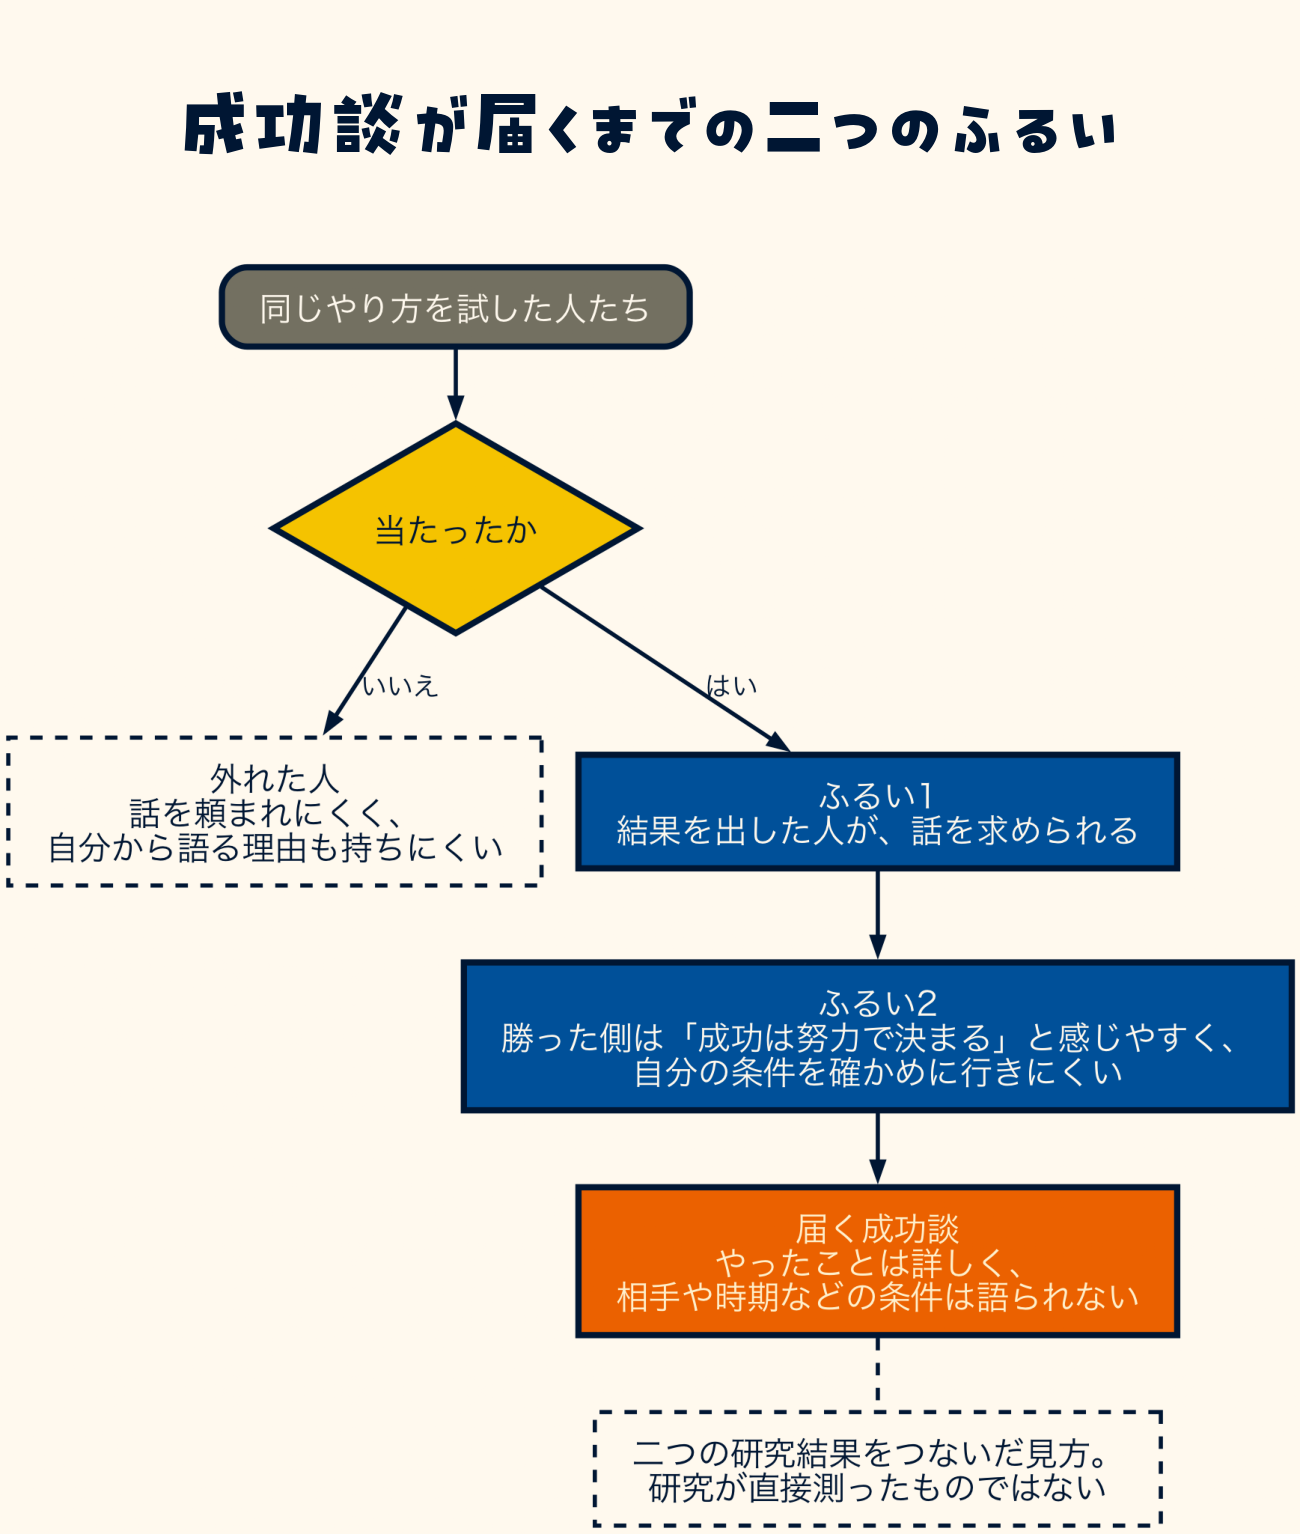 成功談が届くまでの二つのふるい
同じやり方を試した人たち
当たったか
いいえ
はい
外れた人
話を頼まれにくく、
自分から語る理由も持ちにくい
ふるい1
結果を出した人が、話を求められる
ふるい2
勝った側は「成功は努力で決まる」と感じやすく、
自分の条件を確かめに行きにくい
届く成功談
やったことは詳しく、
相手や時期などの条件は語られない
二つの研究結果をつないだ見方。
研究が直接測ったものではない